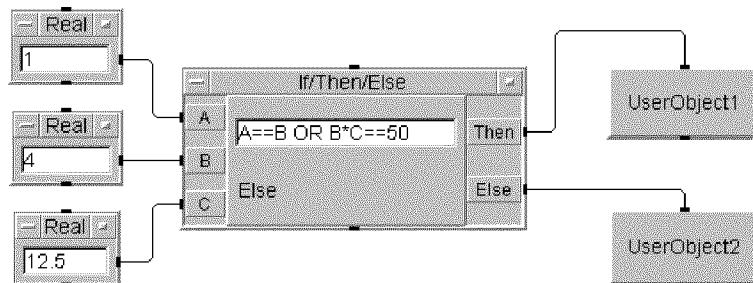 Real
1
Real
4
Real
12.5
If/Then/Else
A
B
C
A==B OR B*C==50
Else
Then
Else
UserObject1
UserObject2